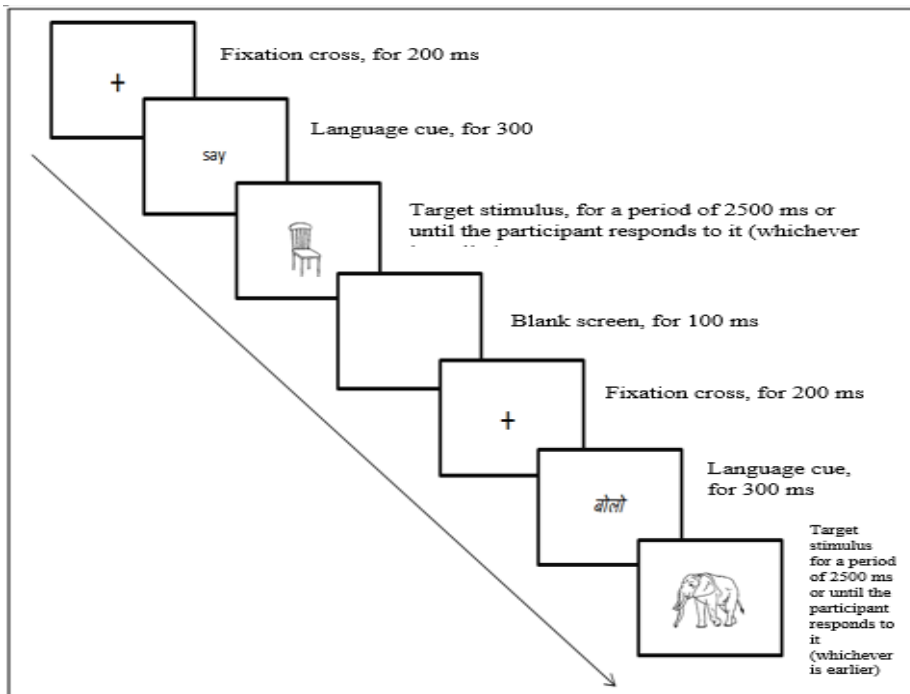 +
Fixation cross, for 200 ms
say
Language cue, for 300
Target stimulus, for a period of 2500 ms or
until the participant responds to it (whichever
Blank screen, for 100 ms
+
Fixation cross, for 200 ms
बोलो
Language cue,
for 300 ms
Target
stimulus
for a period
of 2500 ms
or until the
participant
responds to
it
(whichever
is earlier)